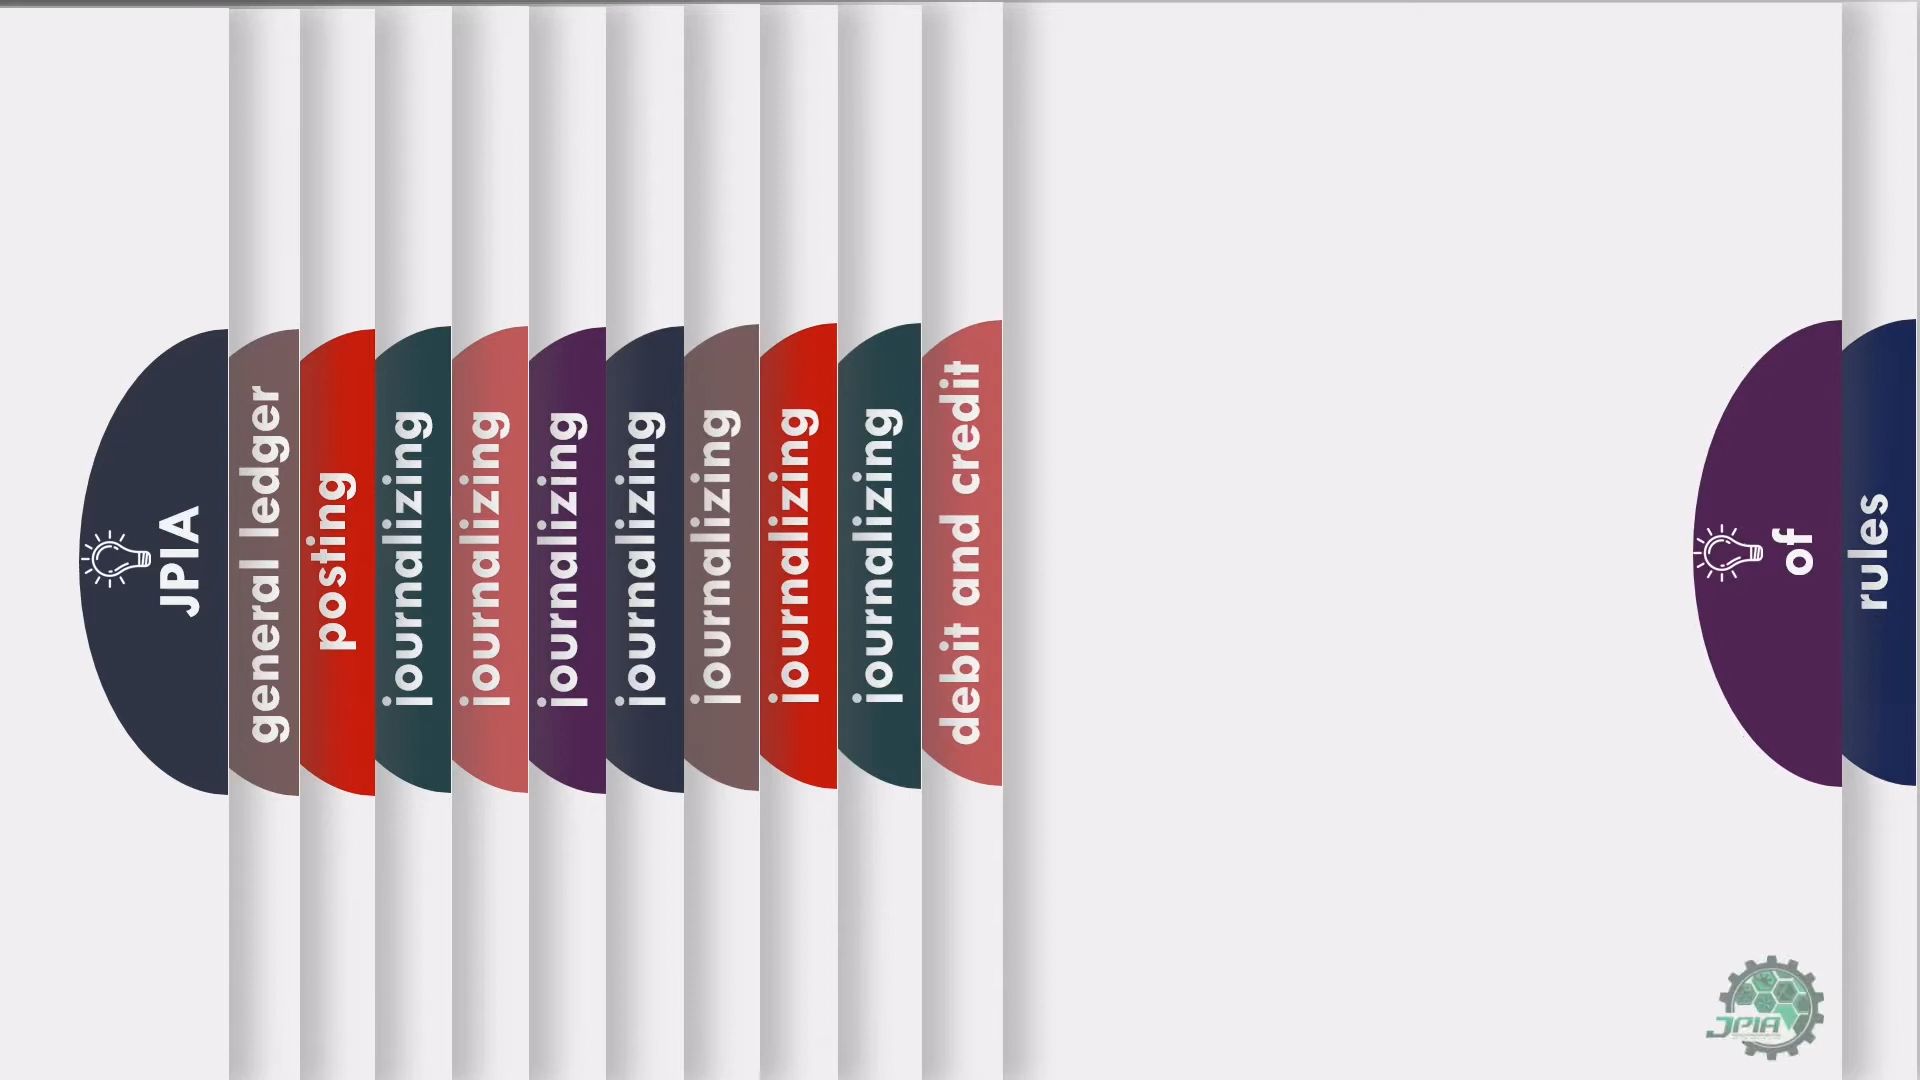 JPIA
general ledger
posting
journalizing
journalizing
journalizing
journalizing
journalizing
journalizing
journalizing
debit and credit
of
rules
JPIA